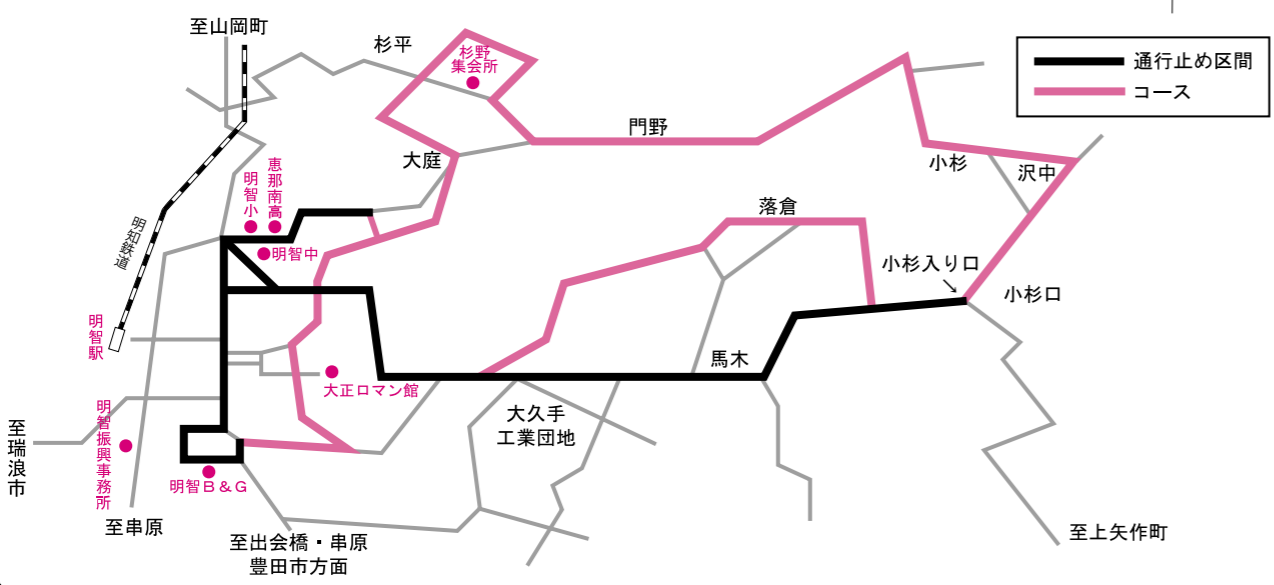 至山岡町
杉平
杉野
集会所
通行止め区間
コース
門野
大庭
小杉
沢中
恵那南高
明智小
明智中
明知鉄道
落倉
小杉入り口
↘
小杉口
明智駅
馬木
大正ロマン館
大久手
工業団地
明智振興事務所
至瑞浪市
明智B&G
至串原
至出会橋・串原
豊田市方面
至上矢作町